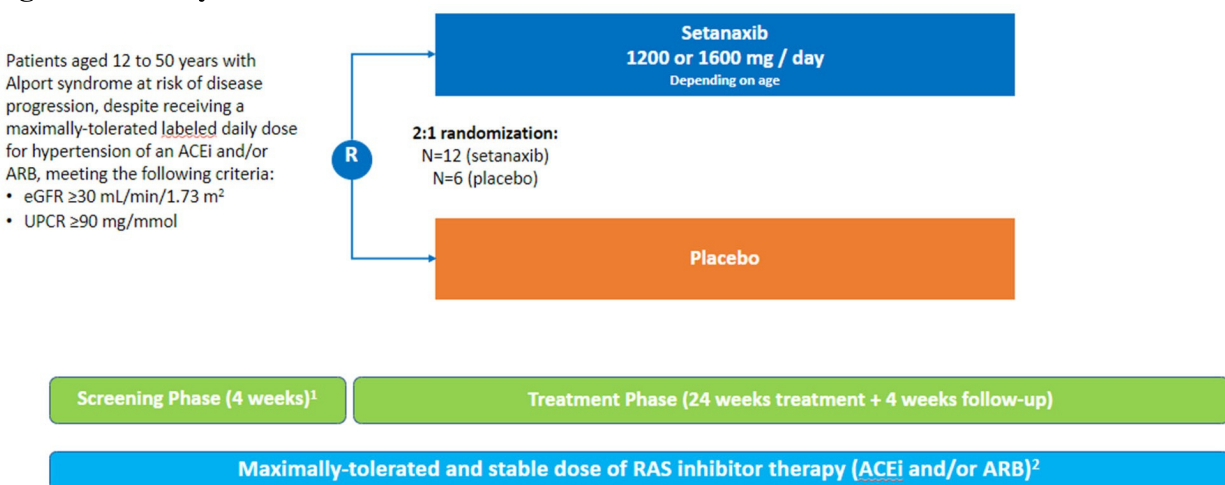 Patients aged 12 to 50 years with
Alport syndrome at risk of disease
progression, despite receiving a
maximally-tolerated labeled daily dose
for hypertension of an ACEi and/or
ARB, meeting the following criteria:
• eGFR ≥30 mL/min/1.73 m²
• UPCR ≥90 mg/mmol
R
Setanaxib
1200 or 1600 mg / day
Depending on age
2:1 randomization:
N=12 (setanaxib)
N=6 (placebo)
Placebo
Screening Phase (4 weeks)¹
Treatment Phase (24 weeks treatment + 4 weeks follow-up)
Maximally-tolerated and stable dose of RAS inhibitor therapy (ACEi and/or ARB)²